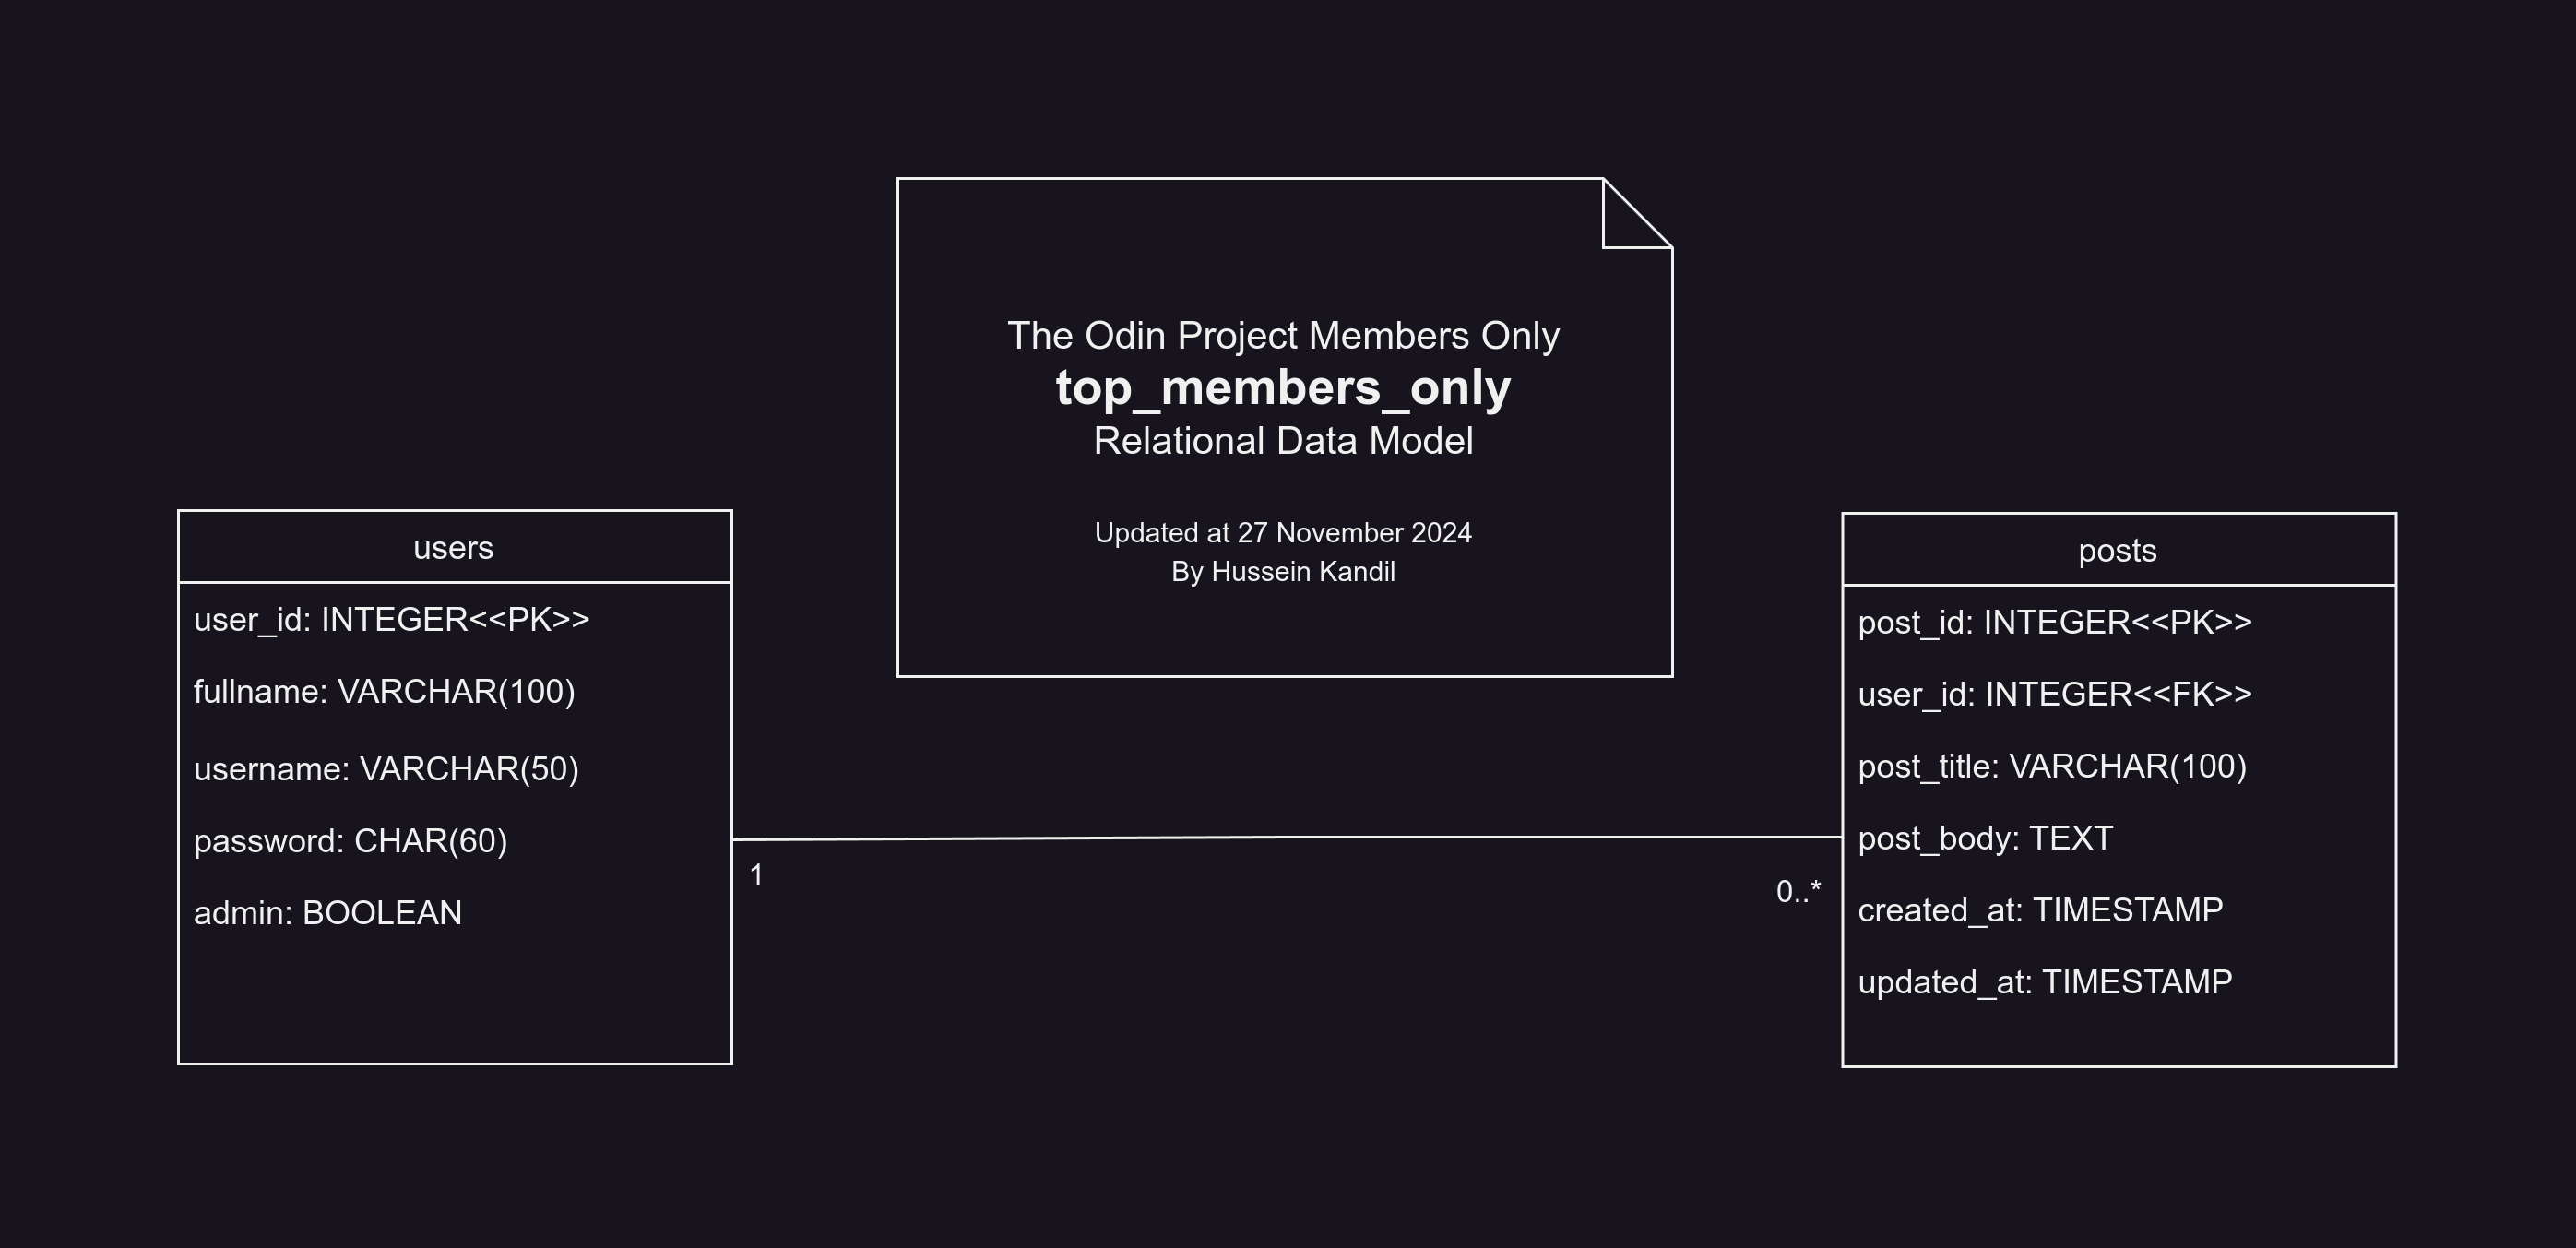 The Odin Project Members Only
top_members_only
Relational Data Model
Updated at 27 November 2024
By Hussein Kandil
users
user_id: INTEGER<<PK>>
fullname: VARCHAR(100)
username: VARCHAR(50)
password: CHAR(60)
admin: BOOLEAN
1
0..*
posts
post_id: INTEGER<<PK>>
user_id: INTEGER<<FK>>
post_title: VARCHAR(100)
post_body: TEXT
created_at: TIMESTAMP
updated_at: TIMESTAMP